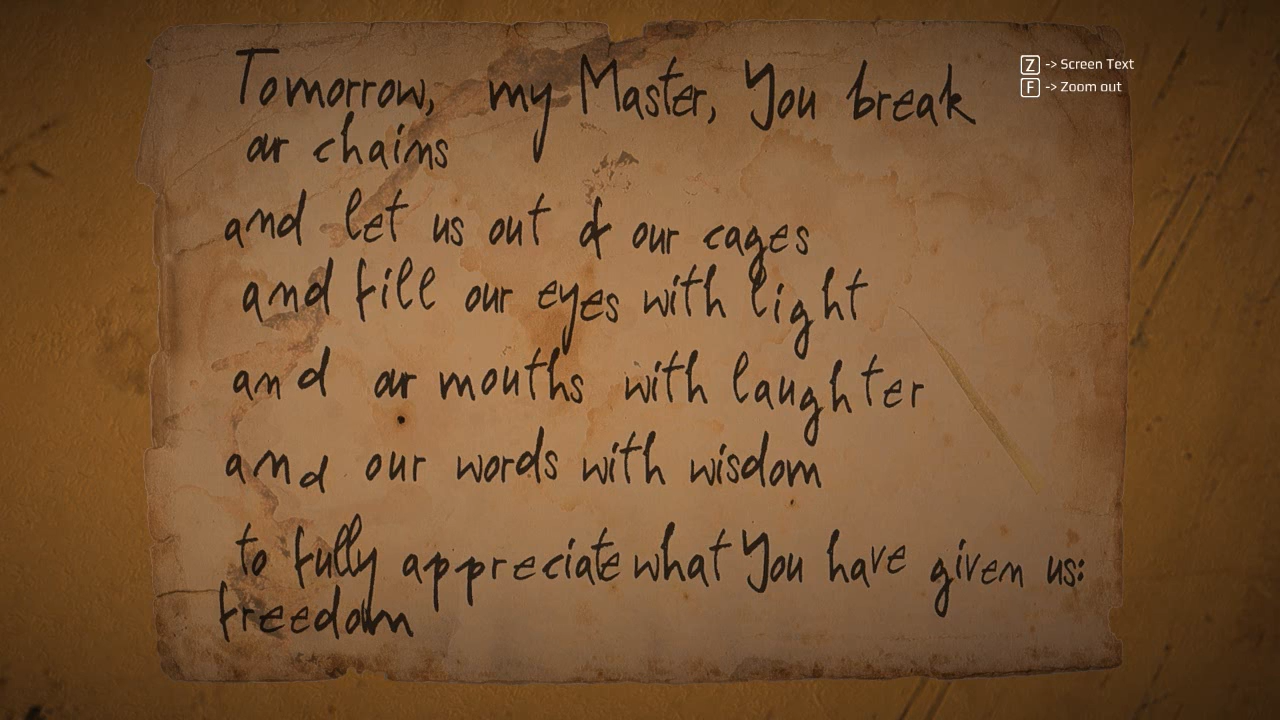 Tomorrow, my Master, You break
our chains
and let us out of our cages
and fill our eyes with light
and our mouths with laughter
and our words with wisdom
to fully appreciate what You have given us:
freedom
Z -> Screen Text
F -> Zoom out